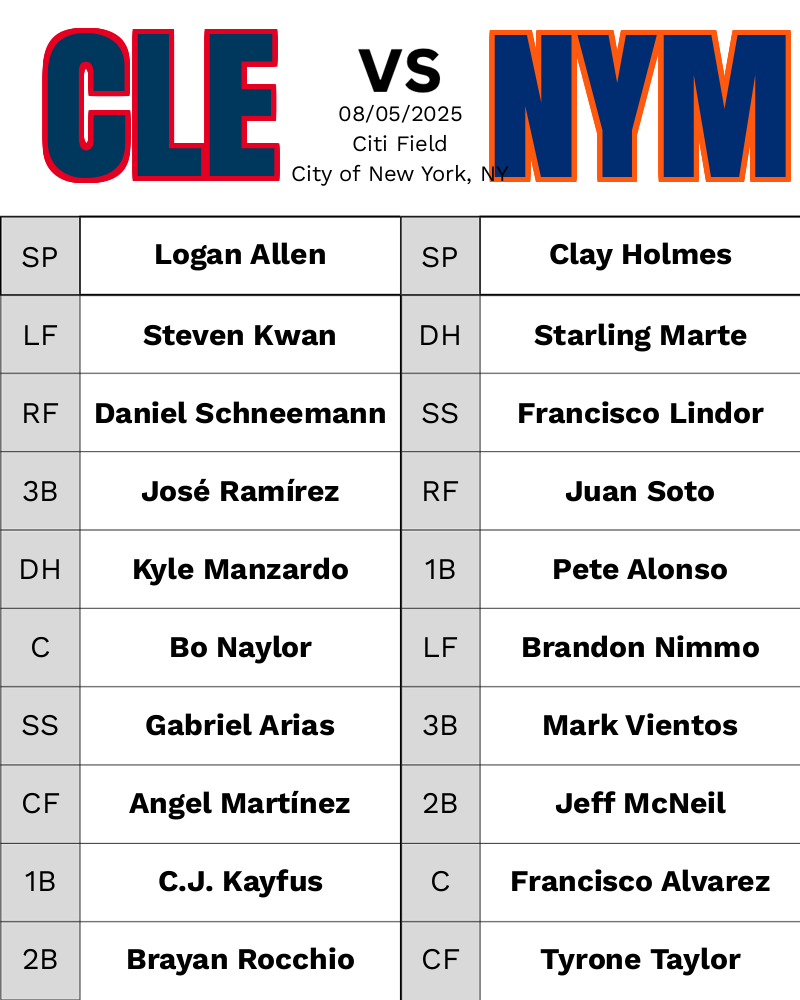 CLE
VS
NYM
08/05/2025
Citi Field
City of New York, NY
SP Logan Allen SP Clay Holmes
LF Steven Kwan DH Starling Marte
RF Daniel Schneemann SS Francisco Lindor
3B José Ramírez RF Juan Soto
DH Kyle Manzardo 1B Pete Alonso
C Bo Naylor LF Brandon Nimmo
SS Gabriel Arias 3B Mark Vientos
CF Angel Martínez 2B Jeff McNeil
1B C.J. Kayfus C Francisco Alvarez
2B Brayan Rocchio CF Tyrone Taylor